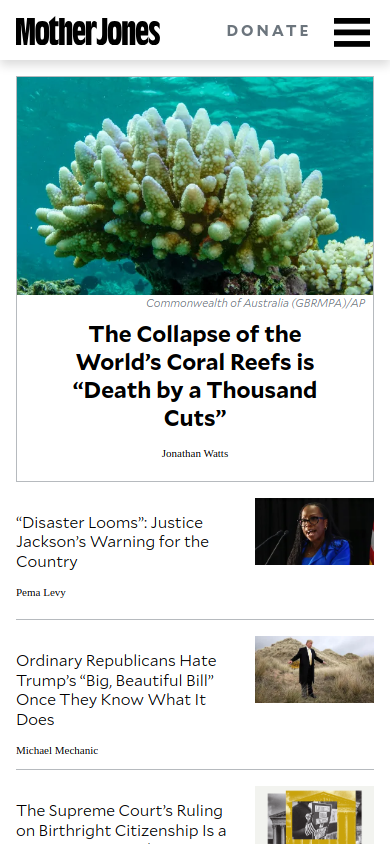 Mother Jones
DONATE
Commonwealth of Australia (GBRMPA)/AP
The Collapse of the
World’s Coral Reefs is
“Death by a Thousand
Cuts”
Jonathan Watts
“Disaster Looms”: Justice
Jackson’s Warning for the
Country
Pema Levy
Ordinary Republicans Hate
Trump’s “Big, Beautiful Bill”
Once They Know What It
Does
Michael Mechanic
The Supreme Court’s Ruling
on Birthright Citizenship Is a